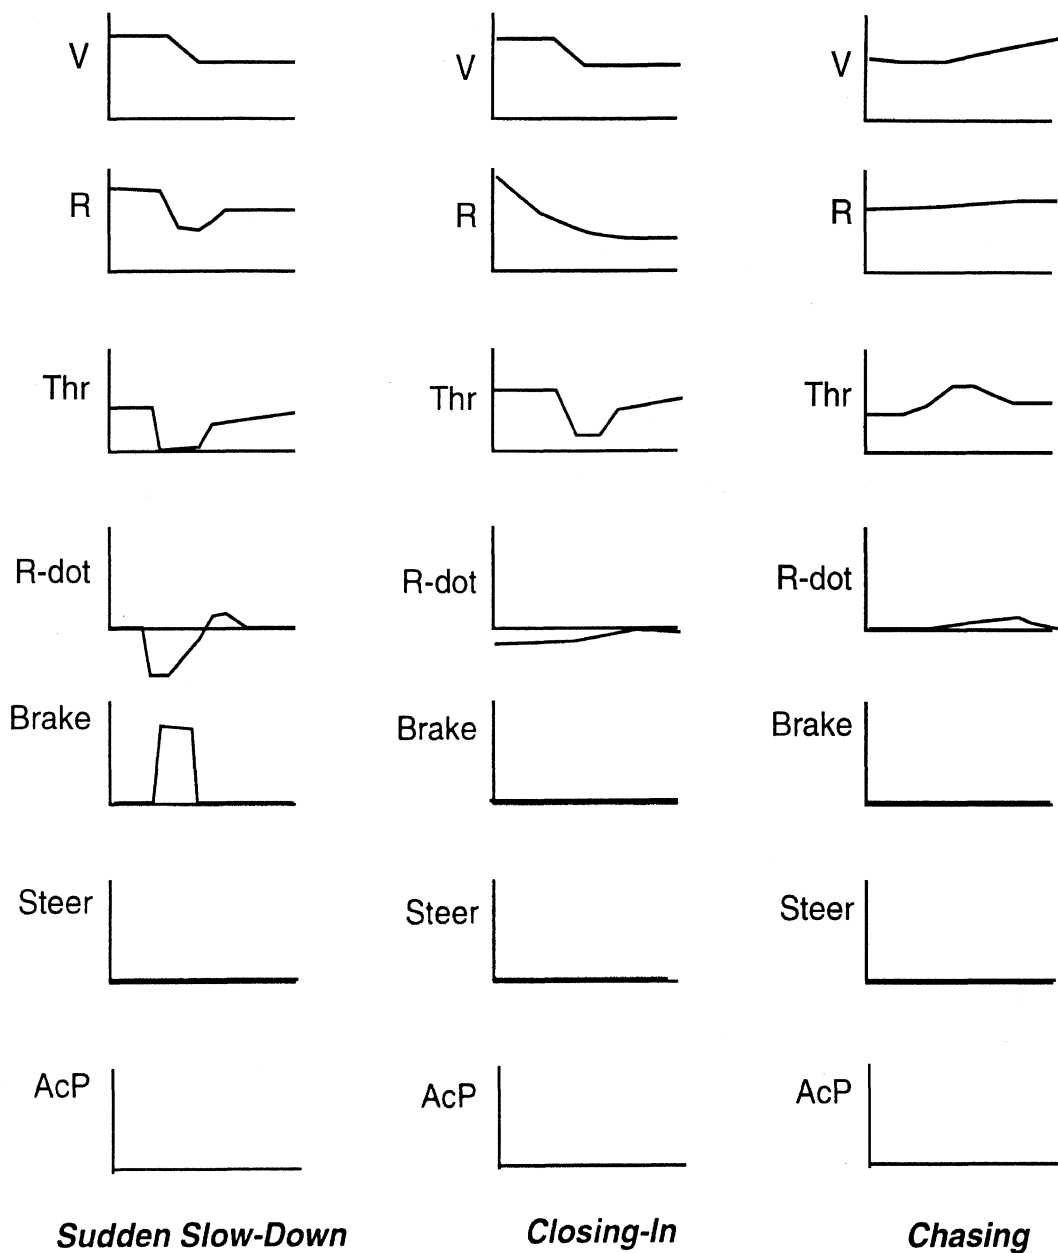 V V V
R R R
Thr Thr Thr
R-dot R-dot R-dot
Brake Brake Brake
Steer Steer Steer
AcP AcP AcP
Sudden Slow-Down Closing-In Chasing